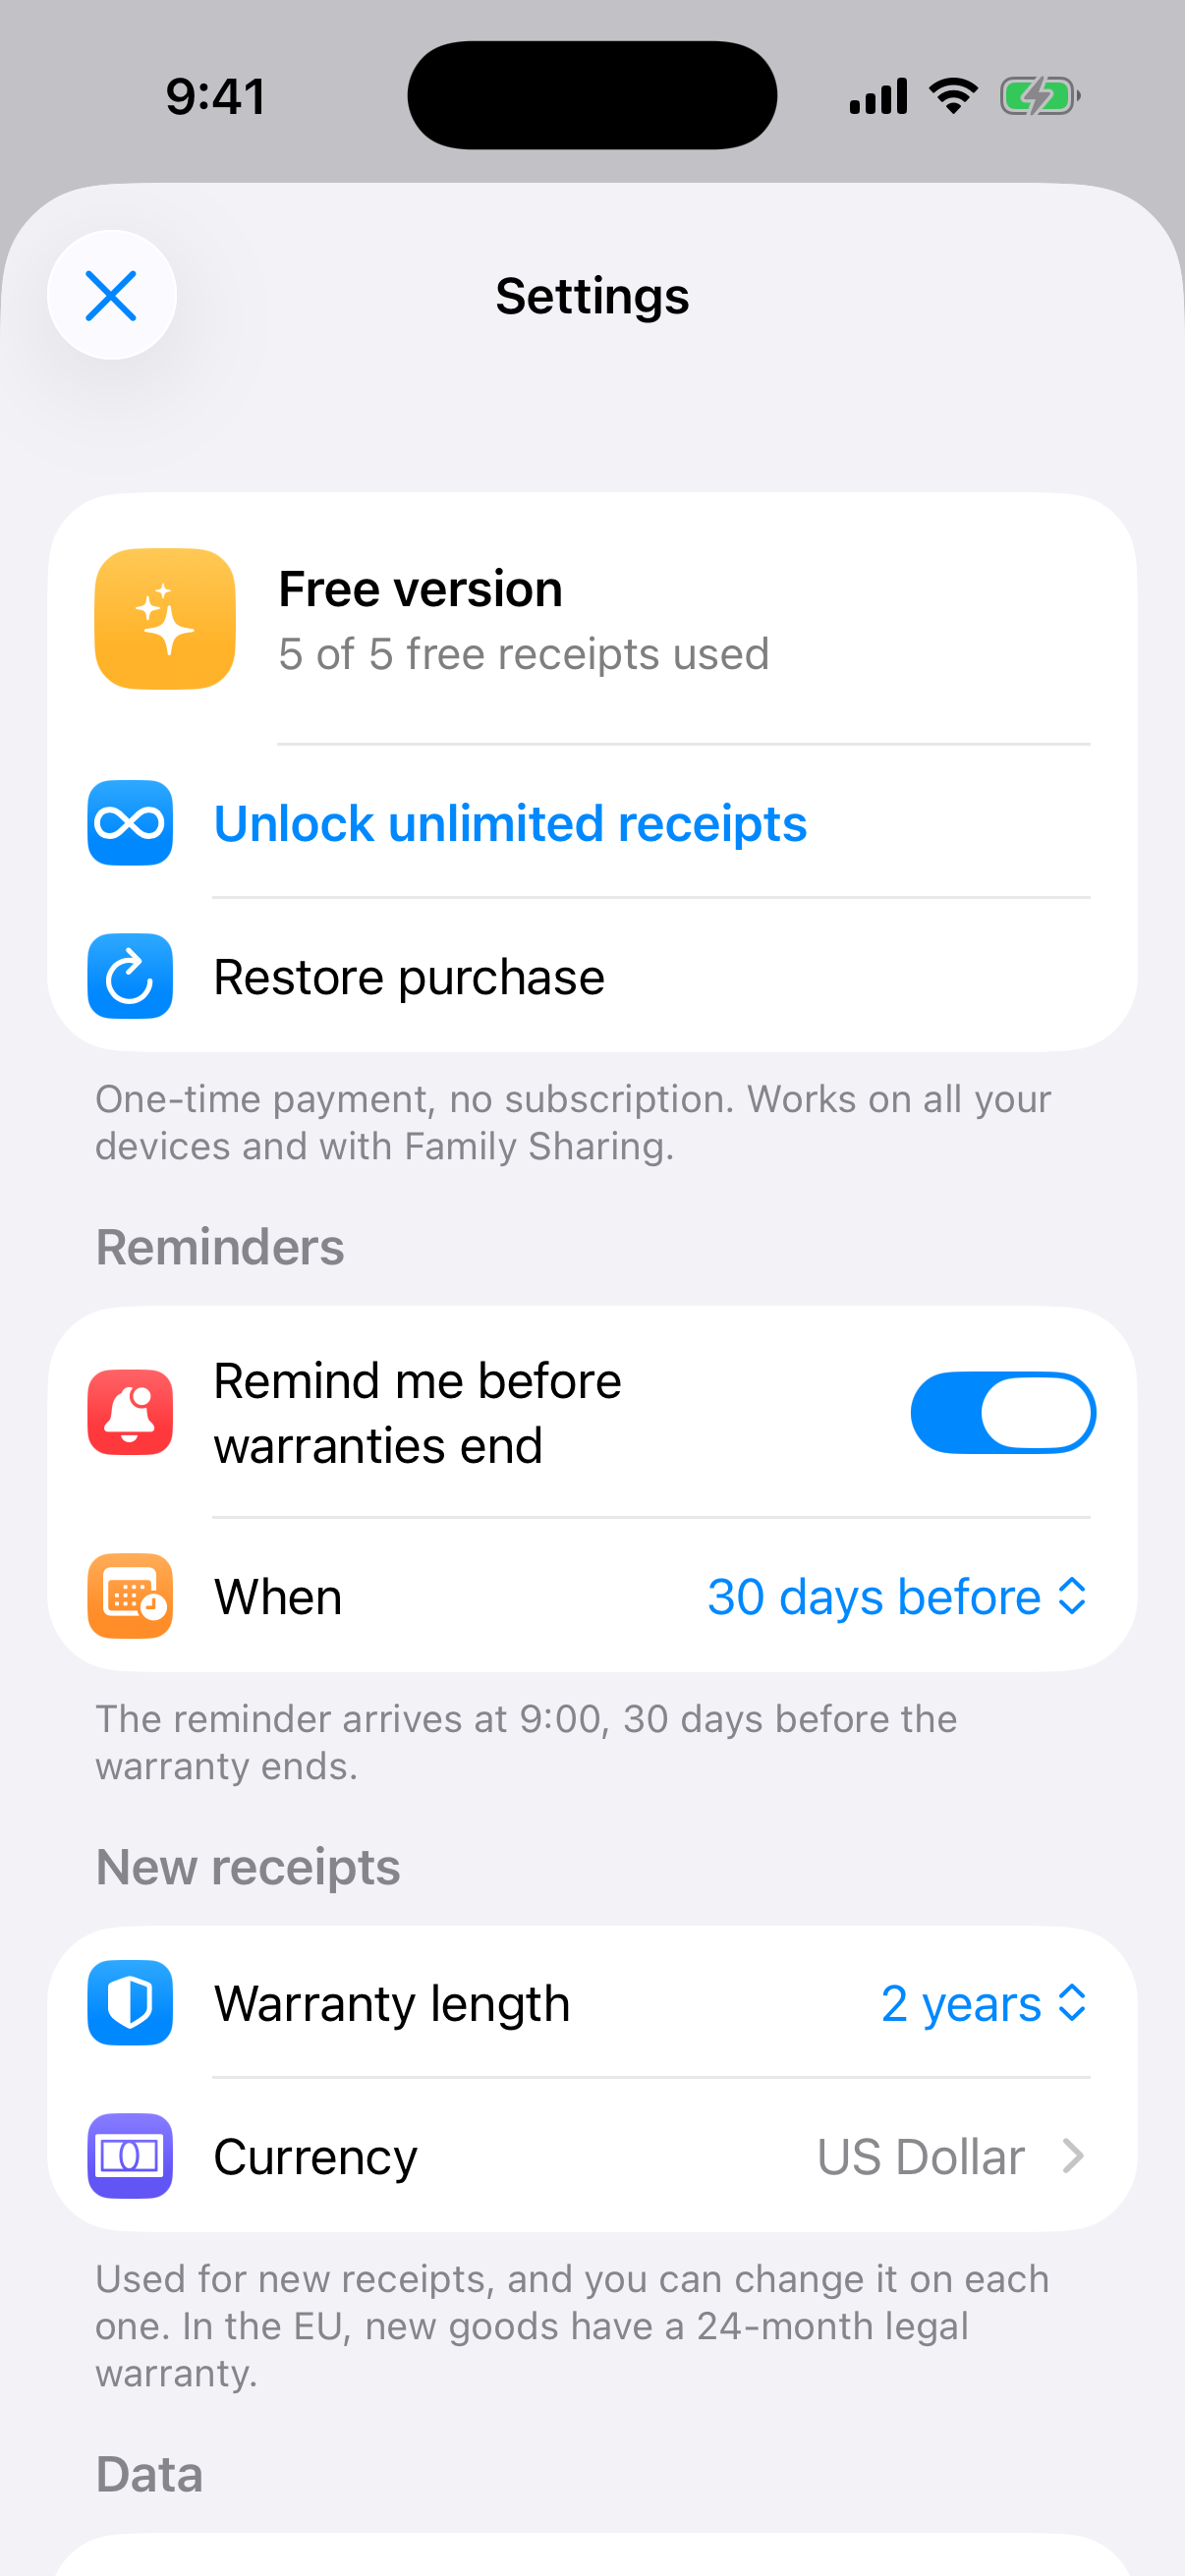 9:41
Settings
Free version
5 of 5 free receipts used
Unlock unlimited receipts
Restore purchase
One-time payment, no subscription. Works on all your
devices and with Family Sharing.
Reminders
Remind me before
warranties end
When
30 days before
The reminder arrives at 9:00, 30 days before the
warranty ends.
New receipts
Warranty length
2 years
Currency
US Dollar
Used for new receipts, and you can change it on each
one. In the EU, new goods have a 24-month legal
warranty.
Data